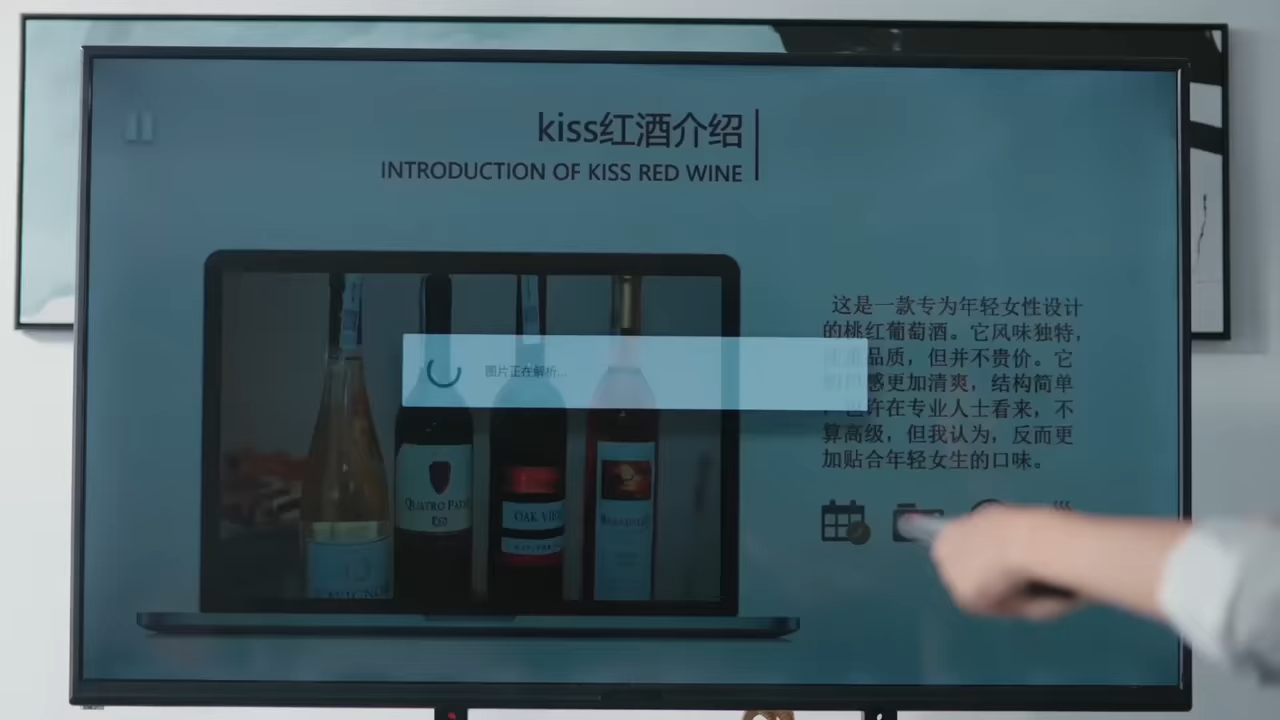 kiss红酒介绍
INTRODUCTION OF KISS RED WINE
这是一款专为年轻女性设计
的桃红葡萄酒。它风味独特，
品质，但并不贵价。它
感更加清爽，结构简单
，也许在专业人士看来，不
算高级，但我认为，反而更
加贴合年轻女生的口味。
图片正在解析...
QUATRO
OAK